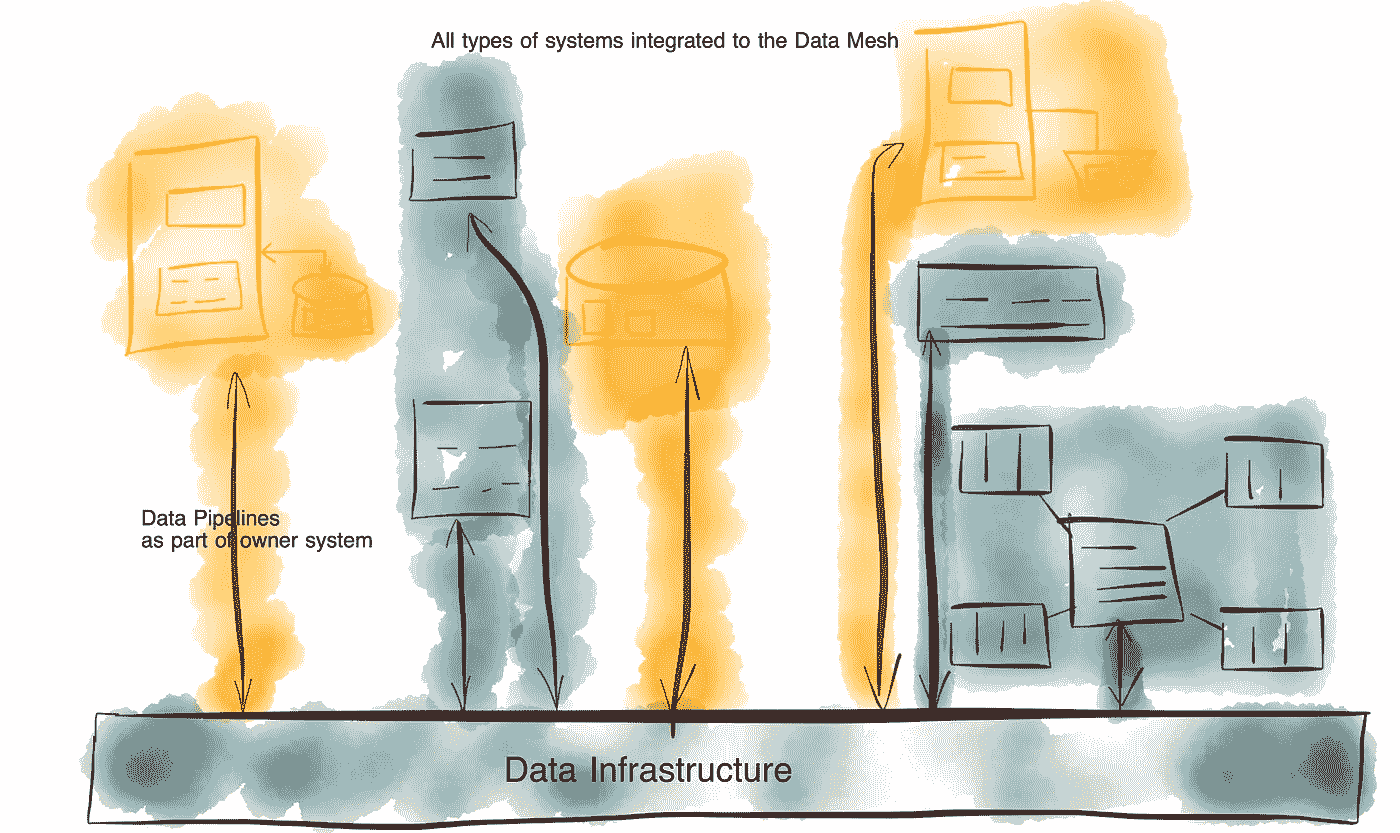 All types of systems integrated to the Data Mesh
Data Pipelines
as part of owner system
Data Infrastructure